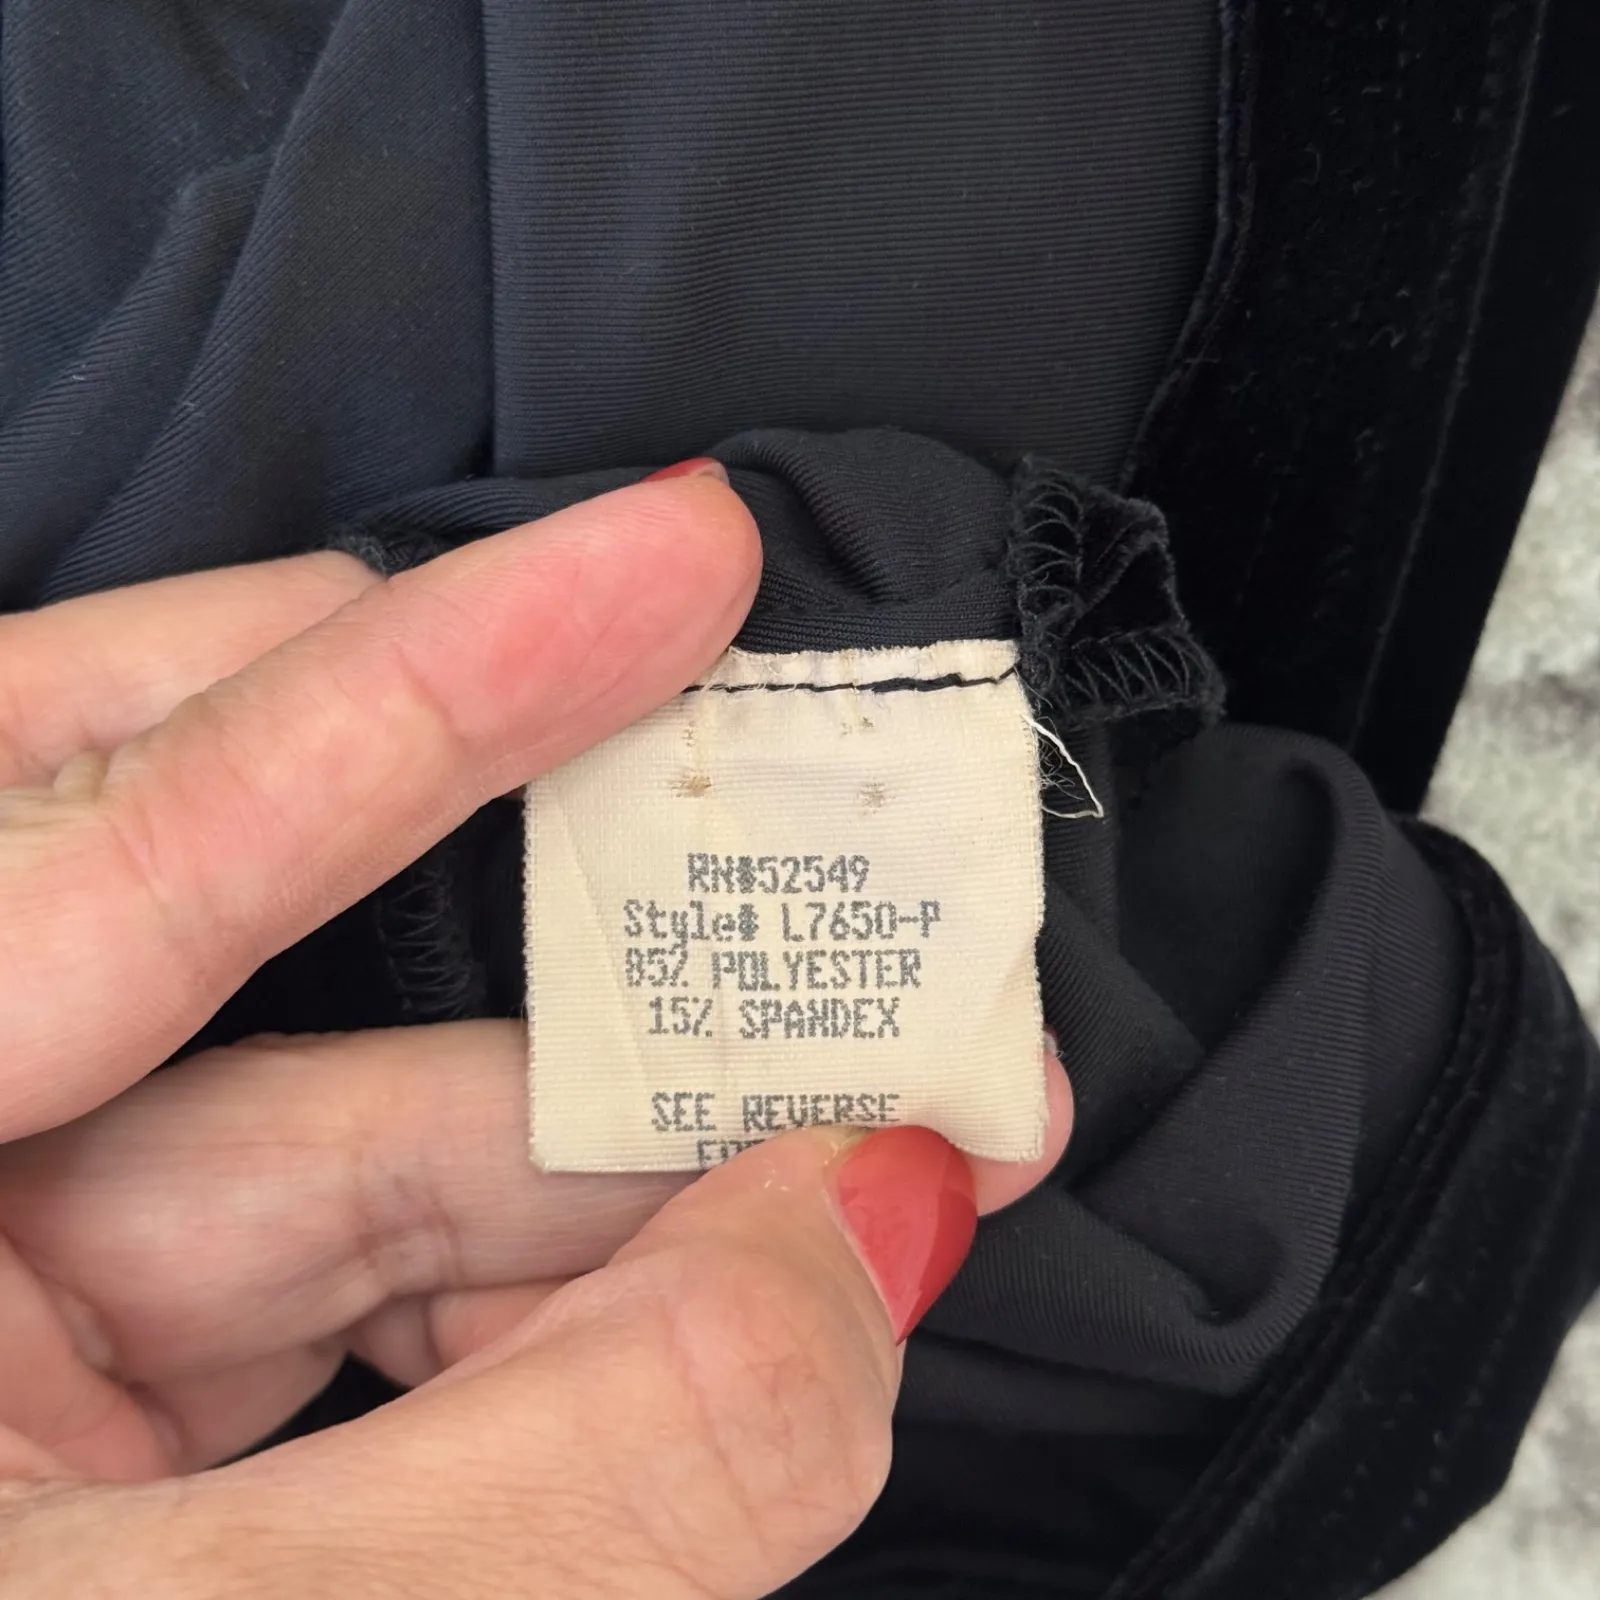 RN#52549
Style# L7650-P
85% POLYESTER
15% SPANDEX
SEE REVERSE